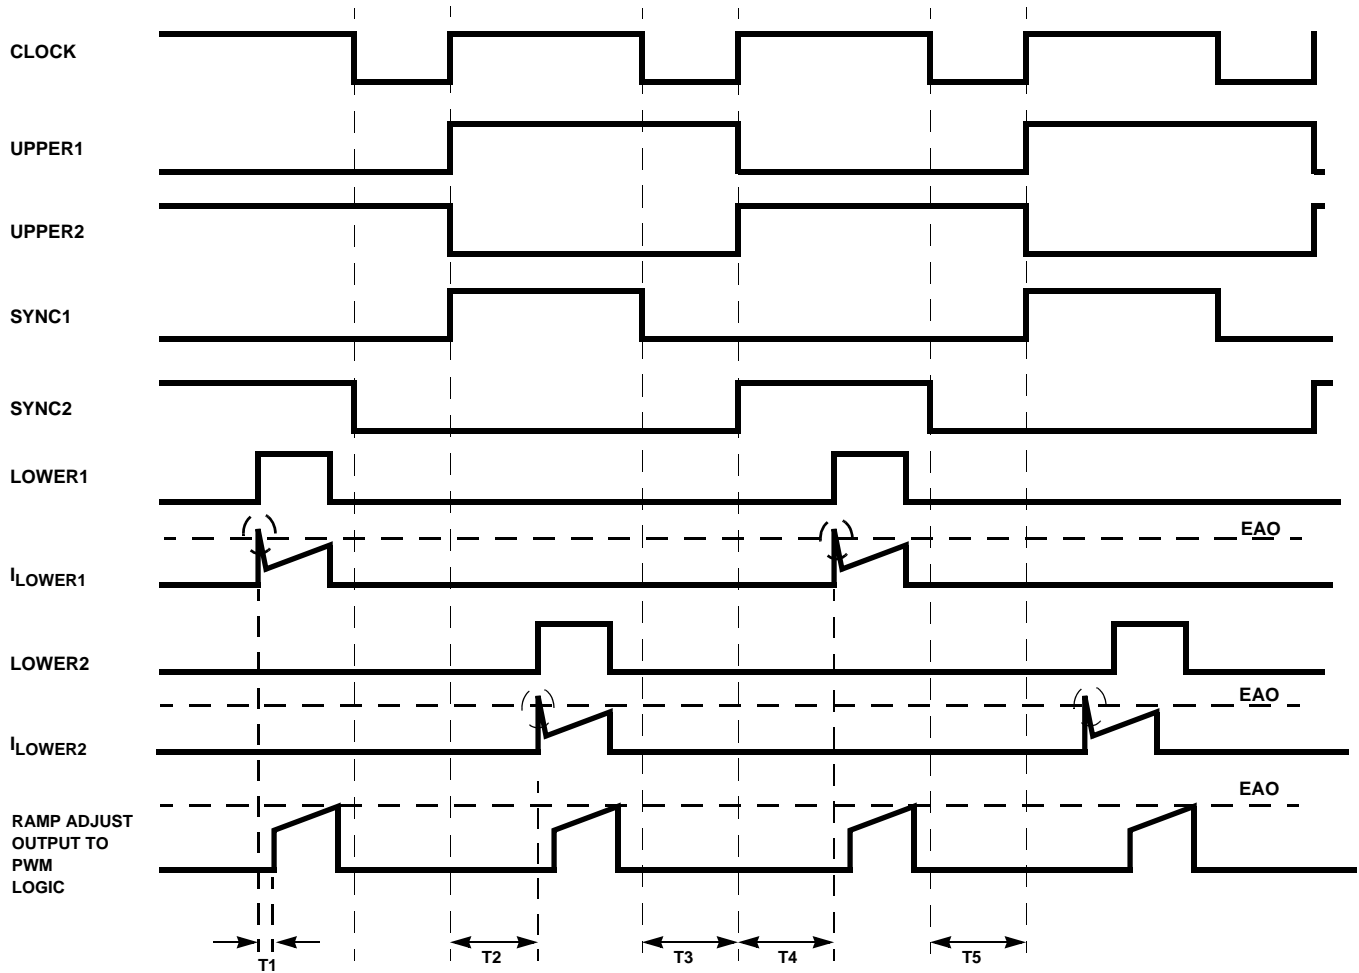 CLOCK
UPPER1
UPPER2
SYNC1
SYNC2
LOWER1
EAO
ILOWER1
LOWER2
EAO
ILOWER2
EAO
RAMP ADJUST
OUTPUT TO
PWM
LOGIC
T1
T2
T3
T4
T5